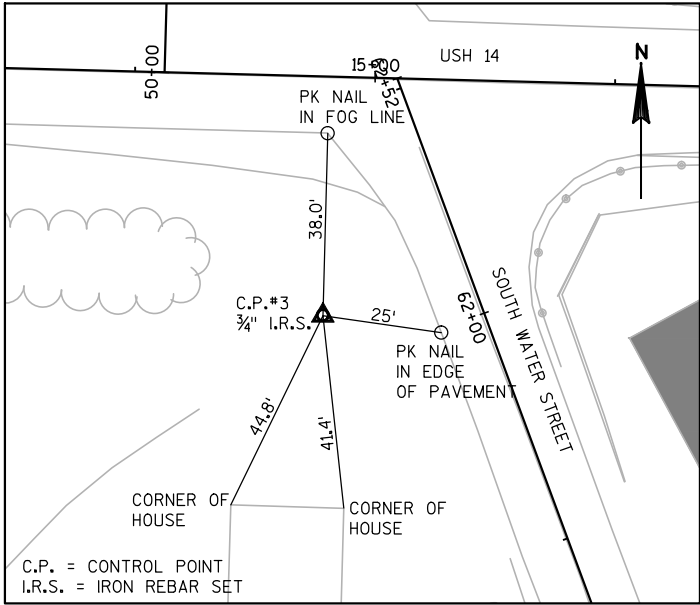 USH 14
15+00
62+52
50+00
N
PK NAIL
IN FOG LINE
38.0'
C.P.#3
¾" I.R.S.
25'
62+00
SOUTH WATER STREET
PK NAIL
IN EDGE
OF PAVEMENT
44.8'
41.4'
CORNER OF
HOUSE
CORNER OF
HOUSE
C.P. = CONTROL POINT
I.R.S. = IRON REBAR SET